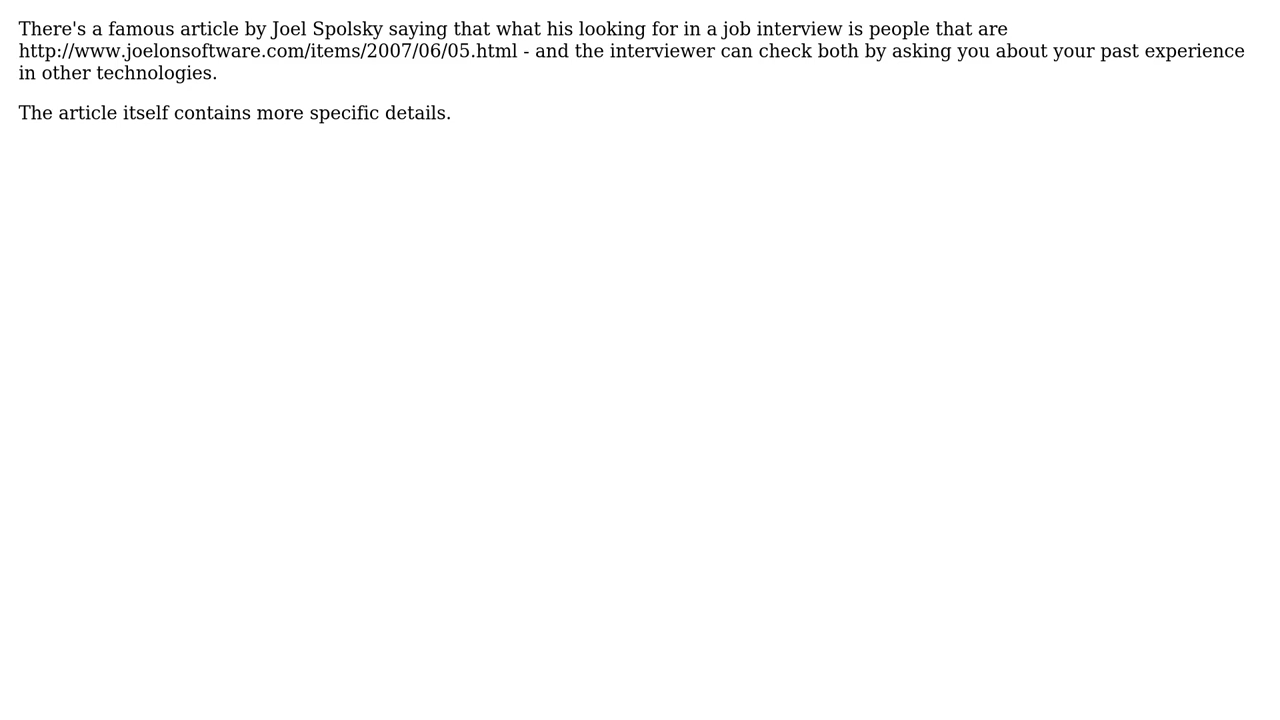 There's a famous article by Joel Spolsky saying that what his looking for in a job interview is people that are
http://www.joelonsoftware.com/items/2007/06/05.html - and the interviewer can check both by asking you about your past experience
in other technologies.
The article itself contains more specific details.